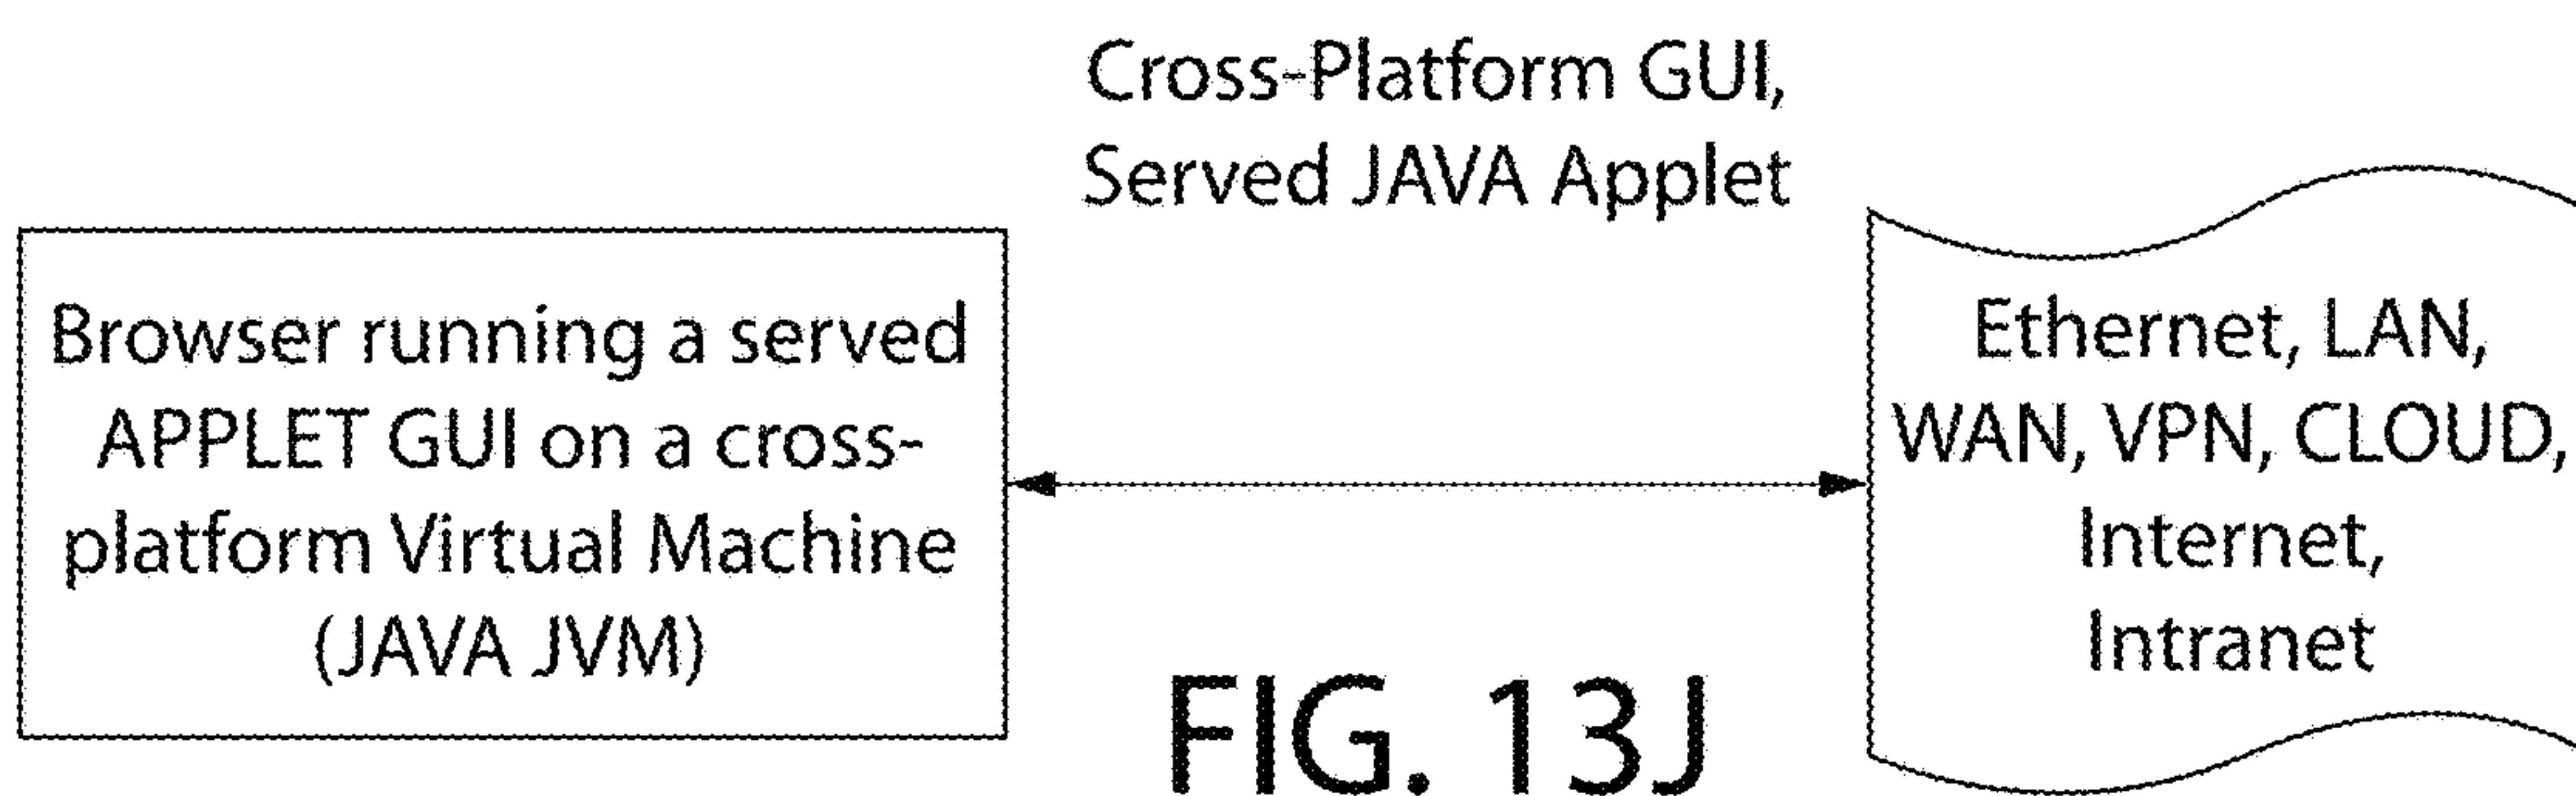 Cross-Platform GUI,
Served JAVA Applet
Browser running a served
APPLET GUI on a cross-
platform Virtual Machine
(JAVA JVM)
Ethernet, LAN,
WAN, VPN, CLOUD,
Internet,
Intranet
FIG. 13J